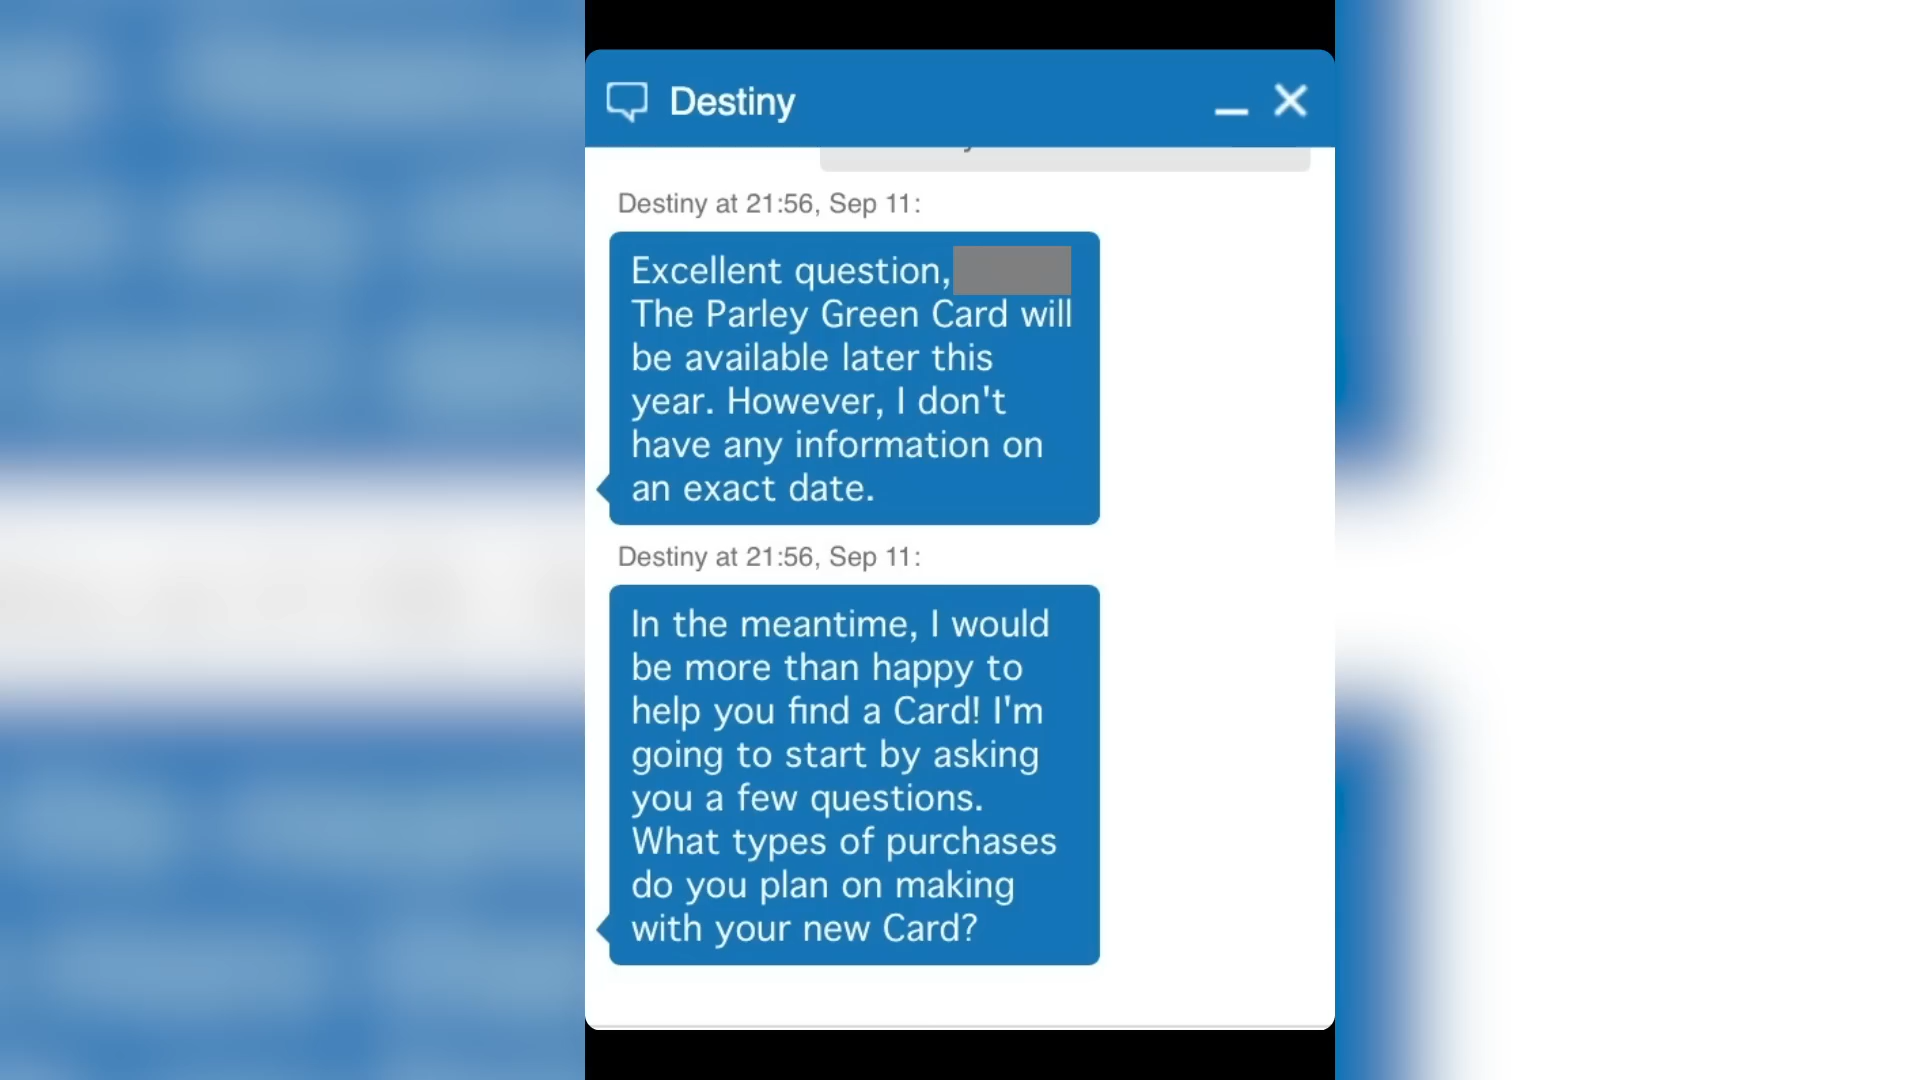 Destiny
Destiny at 21:56, Sep 11:
Excellent question,
The Parley Green Card will
be available later this
year. However, I don't
have any information on
an exact date.
Destiny at 21:56, Sep 11:
In the meantime, I would
be more than happy to
help you find a Card! I'm
going to start by asking
you a few questions.
What types of purchases
do you plan on making
with your new Card?